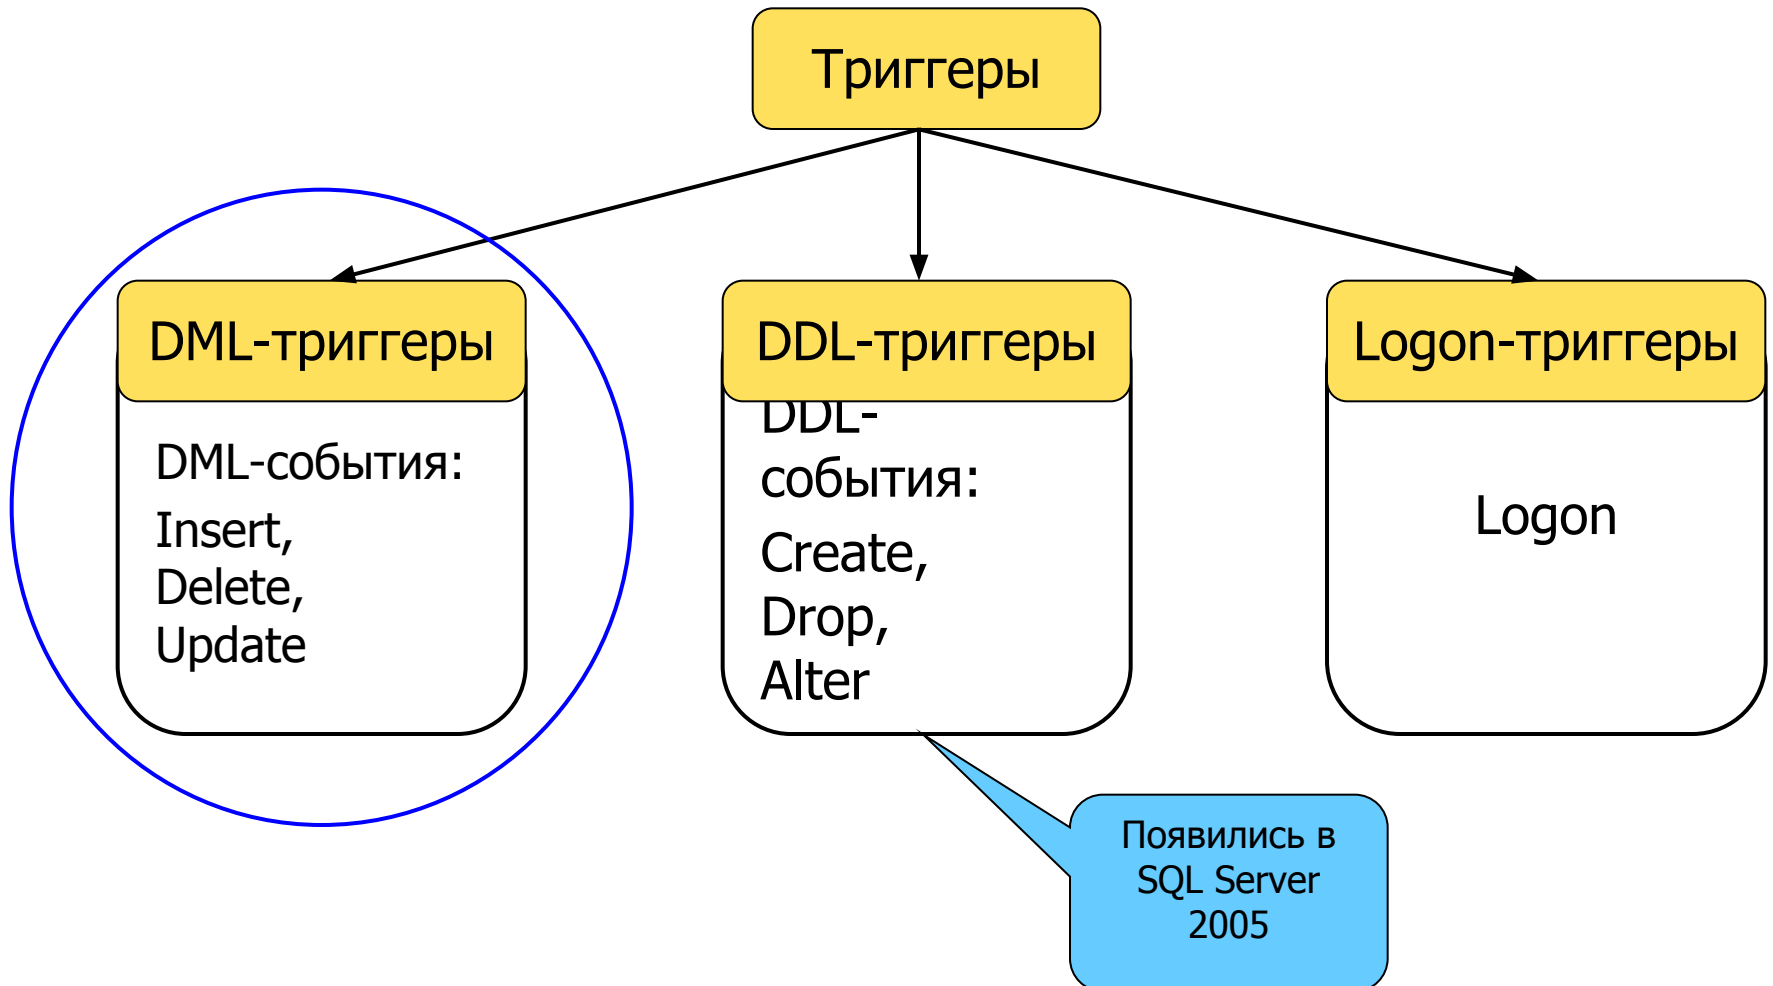 Триггеры
DML-триггеры
DML-события:
Insert,
Delete,
Update
DDL-триггеры
DDL-
события:
Create,
Drop,
Alter
Logon-триггеры
Logon
Появились в
SQL Server
2005